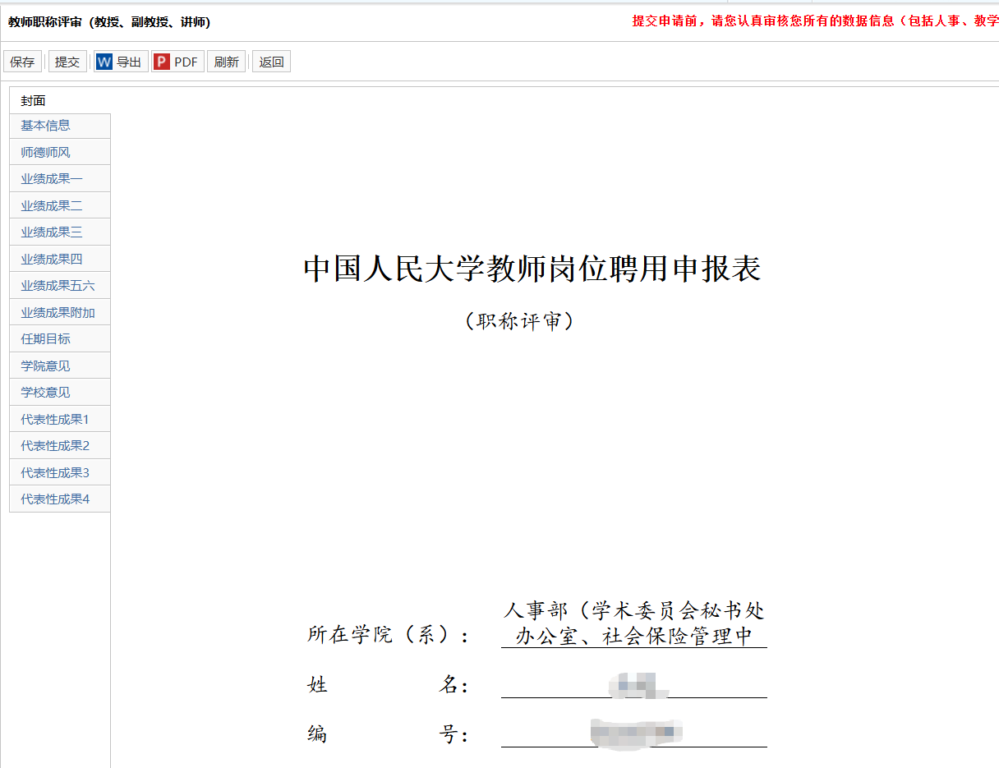 教师职称评审（教授、副教授、讲师）
提交申请前，请您认真审核您所有的数据信息（包括人事、教学
保存 提交 W 导出 P PDF 刷新 返回
封面
基本信息
师德师风
业绩成果一
业绩成果二
业绩成果三
业绩成果四
业绩成果五六
业绩成果附加
任期目标
学院意见
学校意见
代表性成果1
代表性成果2
代表性成果3
代表性成果4
中国人民大学教师岗位聘用申报表
（职称评审）
人事部（学术委员会秘书处
所在学院（系）： 办公室、社会保险管理中
姓 名：
编 号：